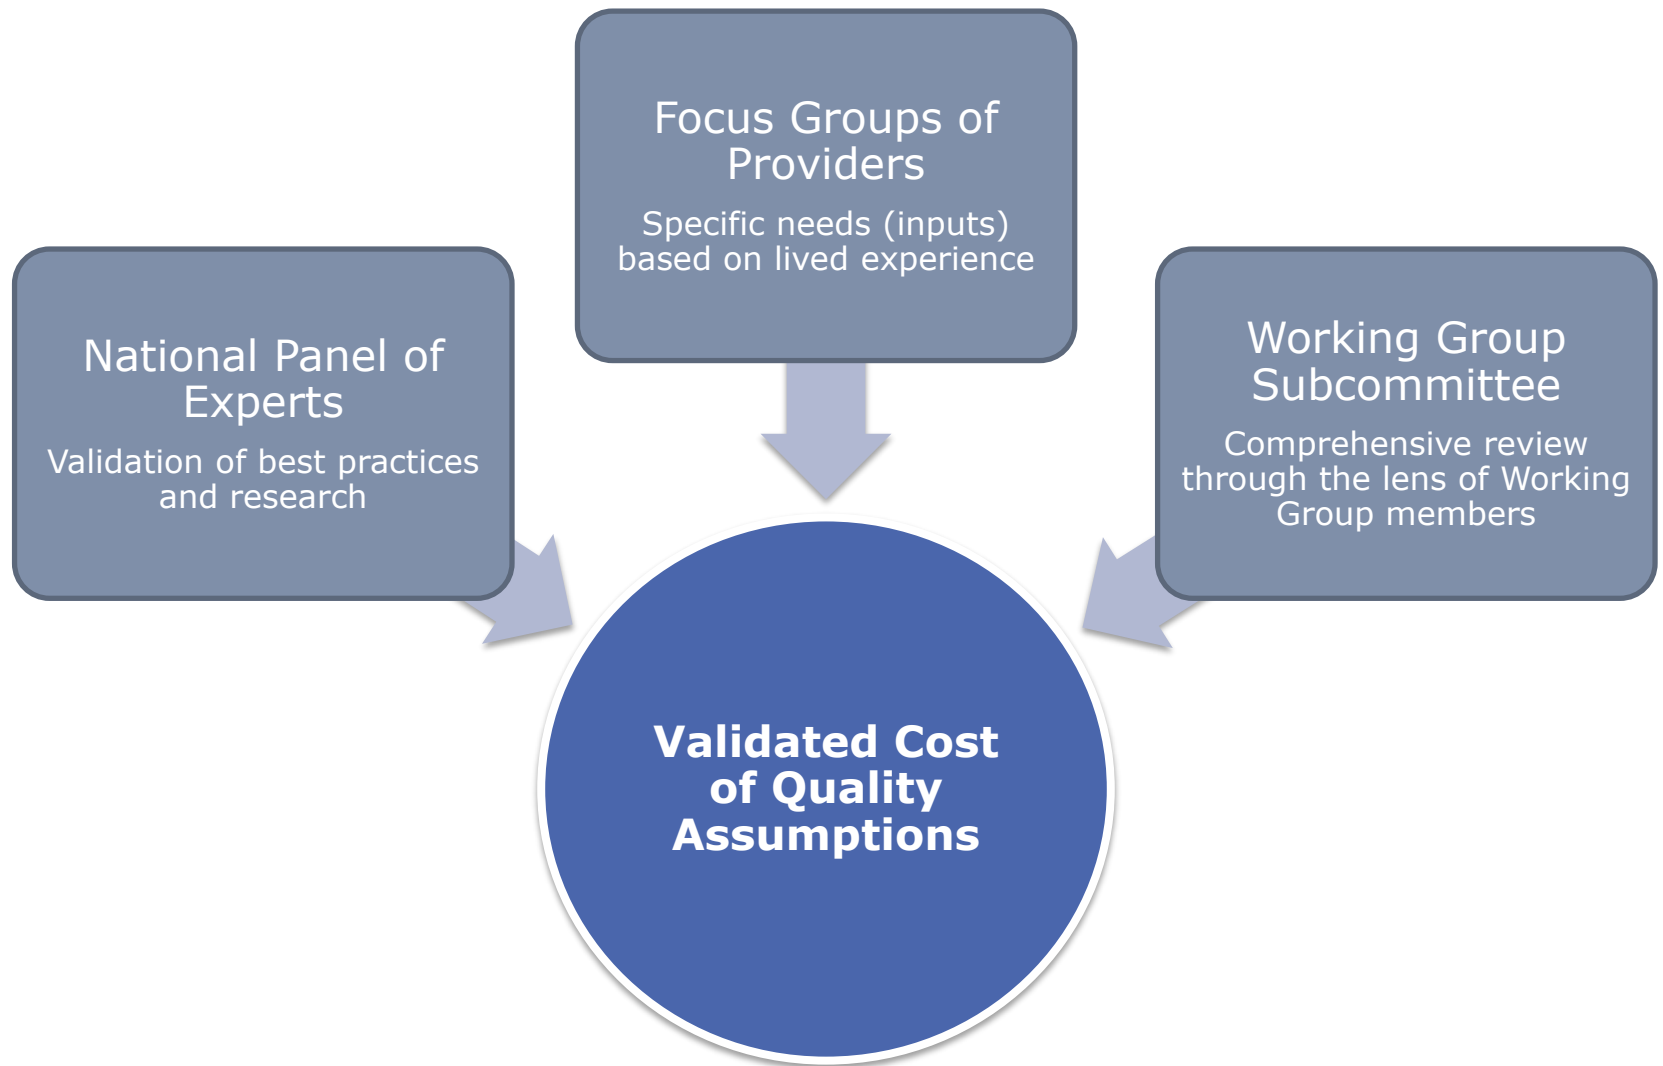 Focus Groups of
Providers
Specific needs (inputs)
based on lived experience
National Panel of
Experts
Validation of best practices
and research
Working Group
Subcommittee
Comprehensive review
through the lens of Working
Group members
Validated Cost
of Quality
Assumptions